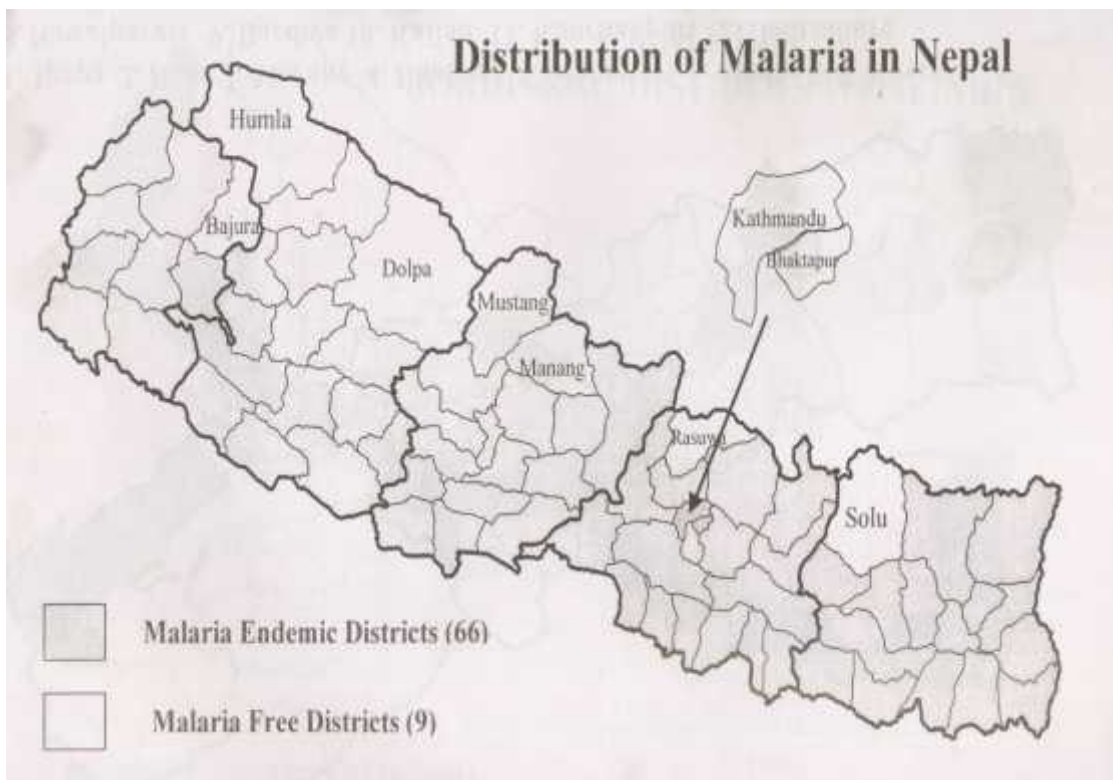 Distribution of Malaria in Nepal
Humla
Kathmandu
Bajura
Bhaktapur
Dolpa
Mustang
Manang
Rasuwa
Solu
Malaria Endemic Districts (66)
Malaria Free Districts (9)